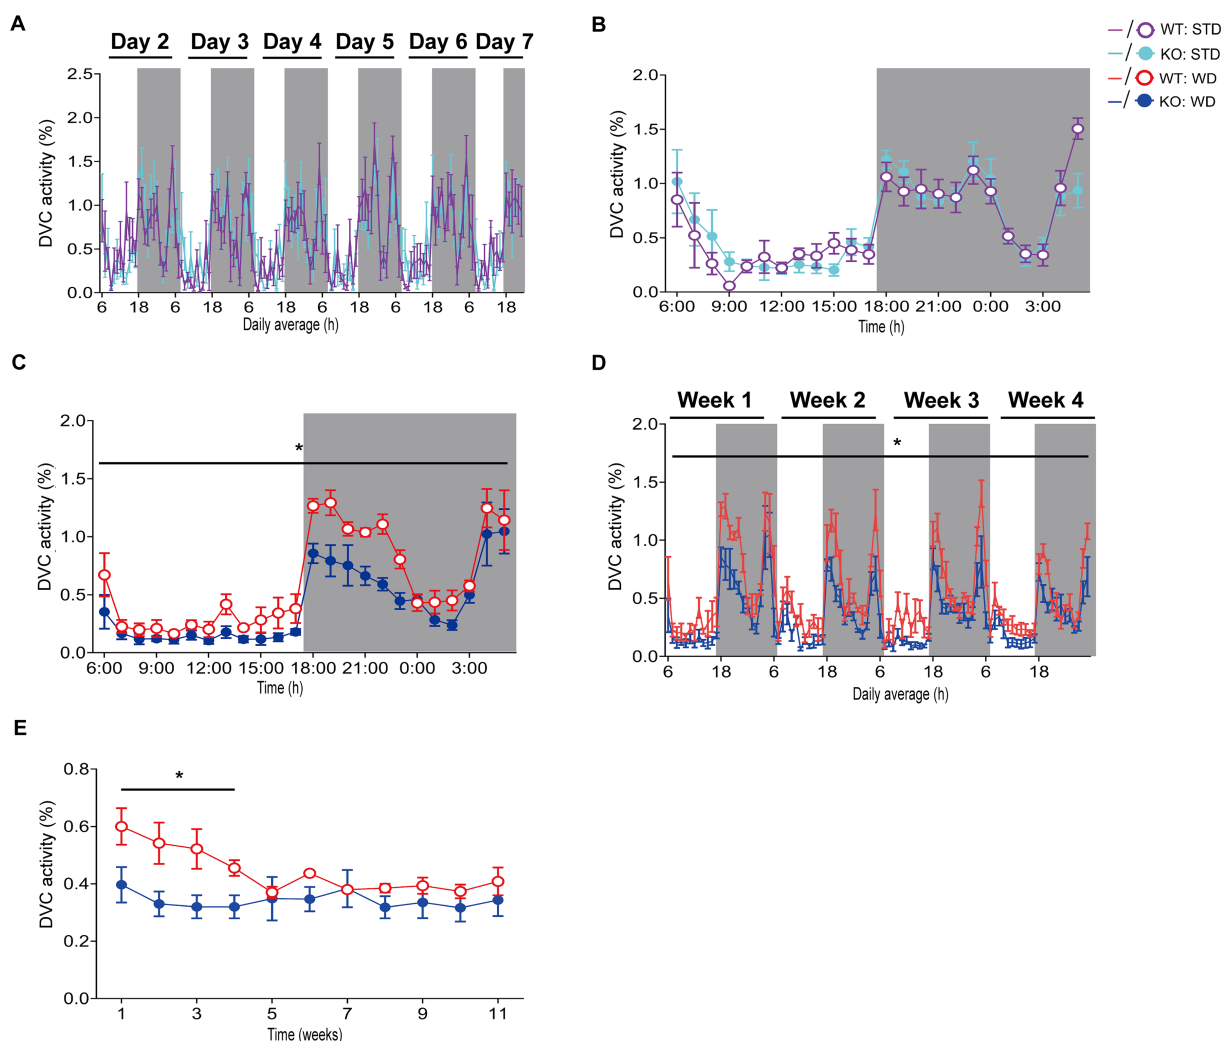 A
Day 2 Day 3 Day 4 Day 5 Day 6 Day 7
2.5
2.0
1.5
1.0
0.5
0.0
DVC activity (%)
6 18 6 18 6 18 6 18 6 18 6 18
Daily average (h)
B
2.0
1.5
1.0
0.5
0.0
DVC activity (%)
6:00 9:00 12:00 15:00 18:00 21:00 0:00 3:00
Time (h)
/ WT: STD
/ KO: STD
/ WT: WD
/ KO: WD
C
2.0
1.5
1.0
0.5
0.0
DVC activity (%)
*
6:00 9:00 12:00 15:00 18:00 21:00 0:00 3:00
Time (h)
D
Week 1 Week 2 Week 3 Week 4
2.0
1.5
1.0
0.5
0.0
DVC activity (%)
*
6 18 6 18 6 18 6 18
Daily average (h)
E
0.8
0.6
0.4
0.2
0.0
DVC activity (%)
*
1 3 5 7 9 11
Time (weeks)